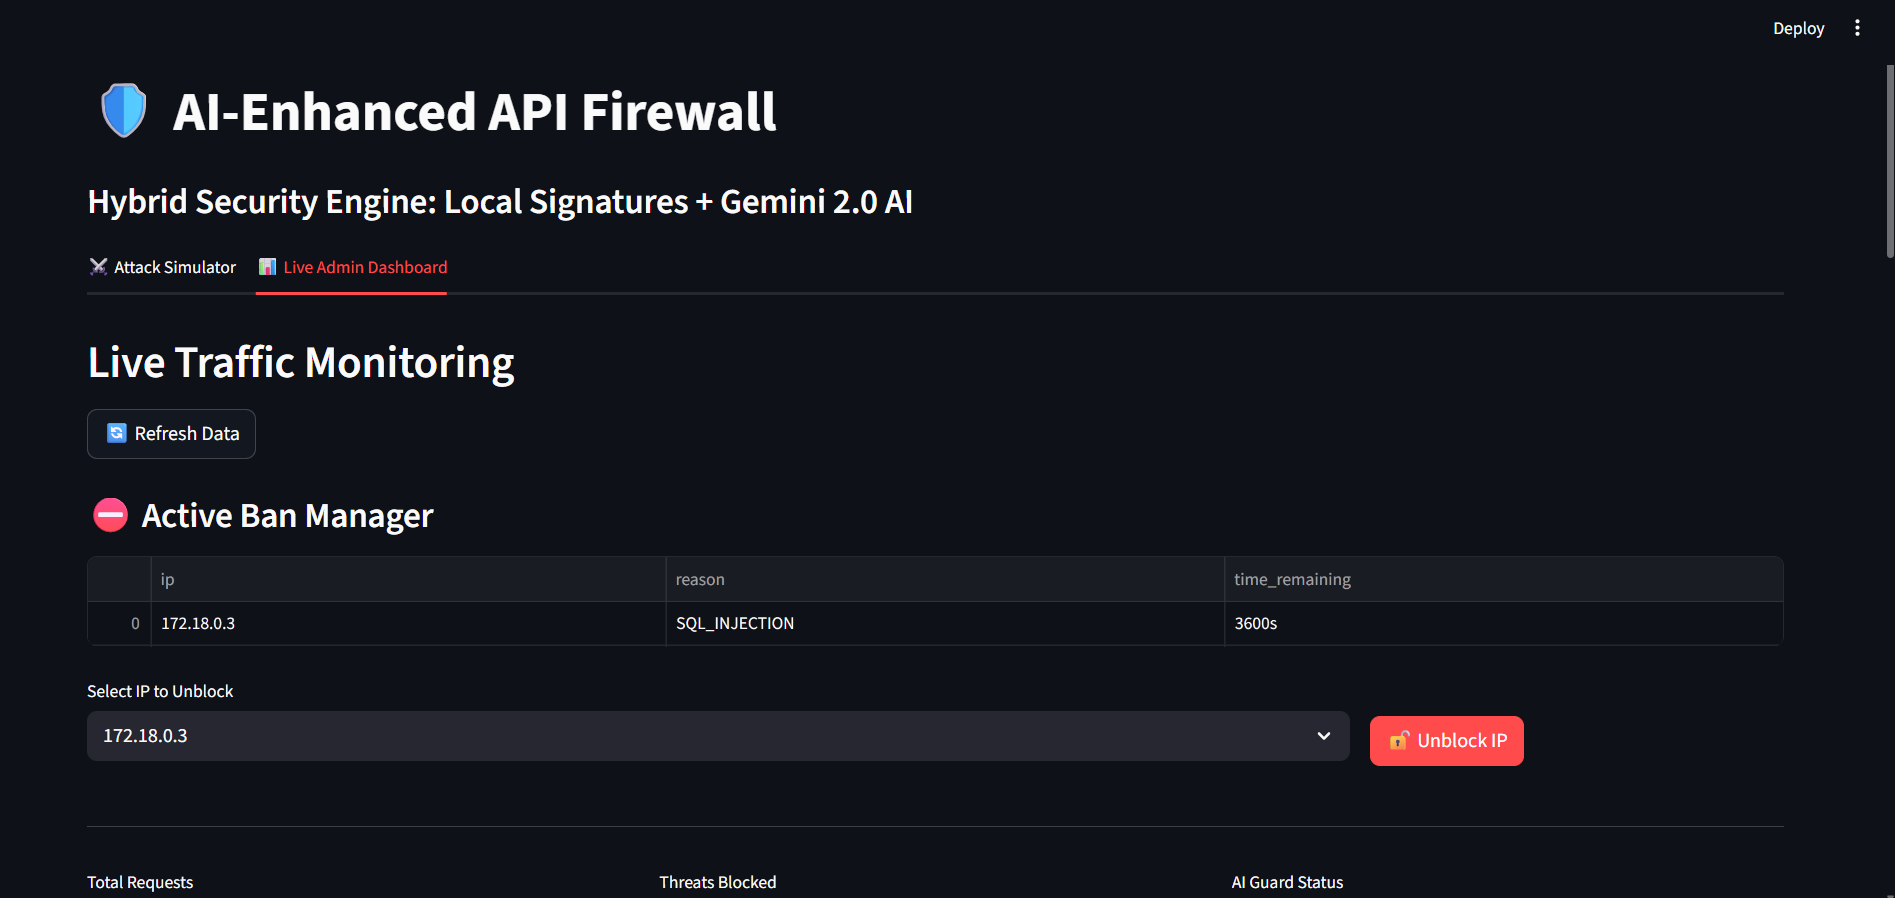 Deploy
AI-Enhanced API Firewall
Hybrid Security Engine: Local Signatures + Gemini 2.0 AI
Attack Simulator Live Admin Dashboard
Live Traffic Monitoring
Refresh Data
Active Ban Manager
ip reason time_remaining
0 172.18.0.3 SQL_INJECTION 3600s
Select IP to Unblock
172.18.0.3
Unblock IP
Total Requests Threats Blocked AI Guard Status